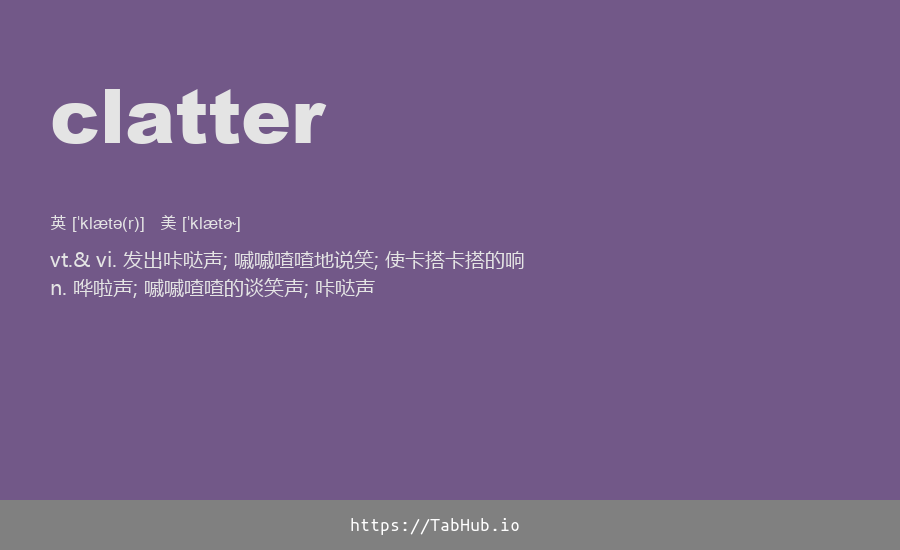 clatter
英 [ˈklætə(r)] 美 [ˈklætɚ]
vt.& vi. 发出咔哒声; 嘁嘁喳喳地说笑; 使卡搭卡搭的响
n. 哗啦声; 嘁嘁喳喳的谈笑声; 咔哒声
https://TabHub.io